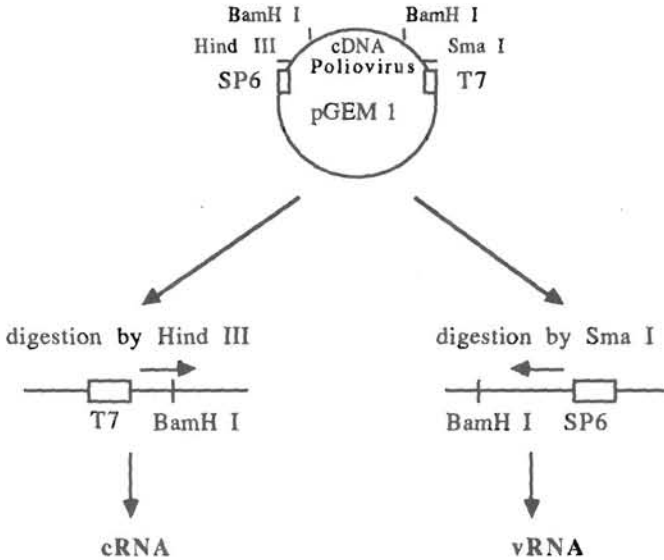 BamH I BamH I
Hind III cDNA Sma I
SP6 Poliovirus T7
pGEM 1
digestion by Hind III digestion by Sma I
T7 BamH I BamH I SP6
cRNA vRNA